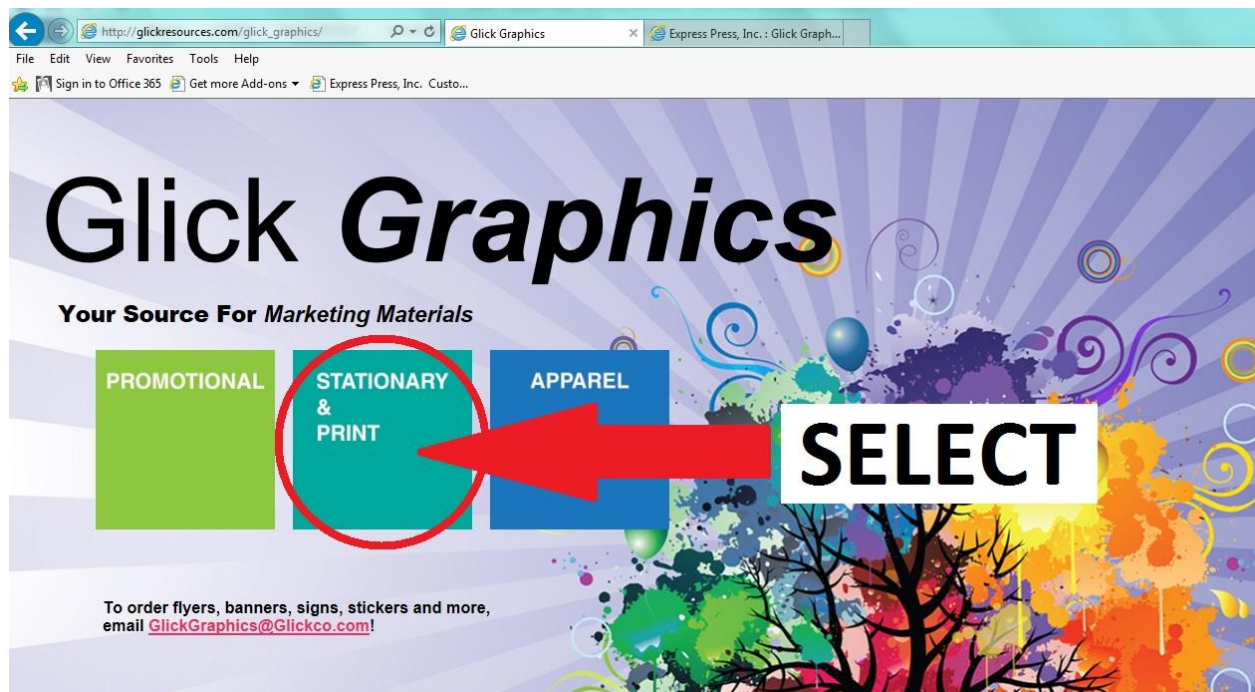 http://glickresources.com/glick_graphics/
Glick Graphics
Express Press, Inc. : Glick Graph...
File Edit View Favorites Tools Help
Sign in to Office 365 Get more Add-ons Express Press, Inc. Custo...
Glick Graphics
Your Source For Marketing Materials
PROMOTIONAL
STATIONARY
&
PRINT
APPAREL
SELECT
To order flyers, banners, signs, stickers and more,
email GlickGraphics@Glickco.com!